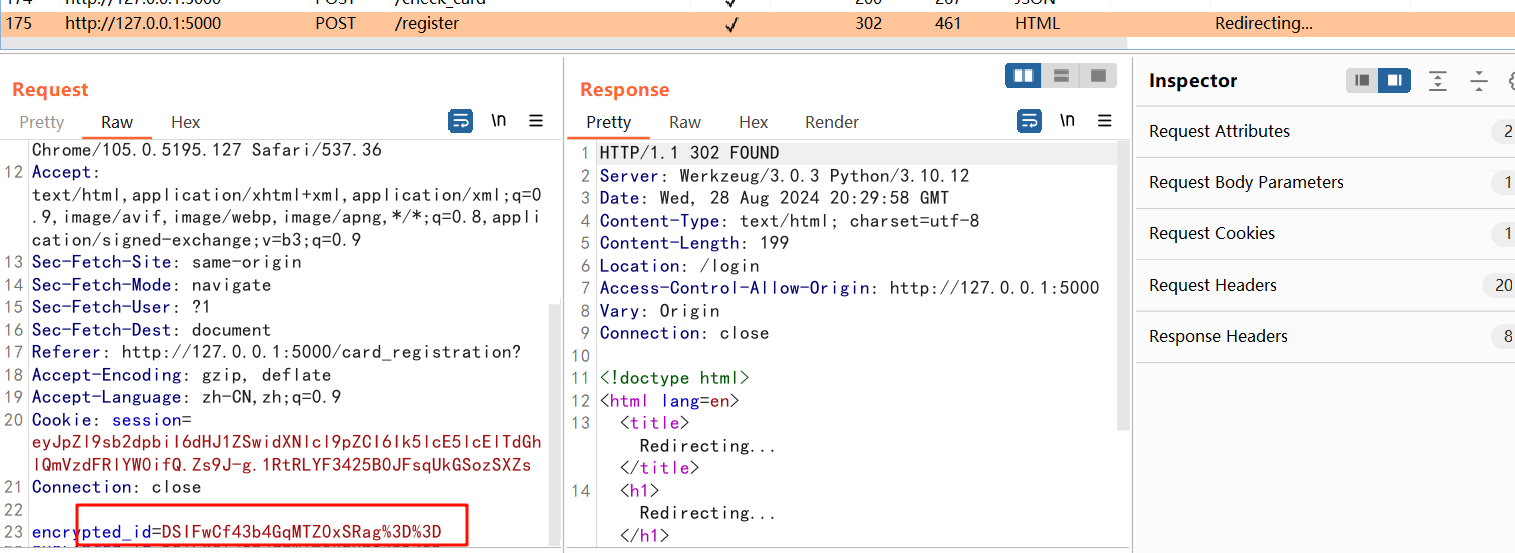 175 http://127.0.0.1:5000 POST /register 302 461 HTML Redirecting...
Request
Pretty Raw Hex \n
Chrome/105.0.5195.127 Safari/537.36
12 Accept:
text/html,application/xhtml+xml,application/xml;q=0
.9,image/avif,image/webp,image/apng,*/*;q=0.8,appli
cation/signed-exchange;v=b3;q=0.9
13 Sec-Fetch-Site: same-origin
14 Sec-Fetch-Mode: navigate
15 Sec-Fetch-User: ?1
16 Sec-Fetch-Dest: document
17 Referer: http://127.0.0.1:5000/card_registration?
18 Accept-Encoding: gzip, deflate
19 Accept-Language: zh-CN,zh;q=0.9
20 Cookie: session=
eyJpZl9sb2dpbiI6dHJ1ZSwidXNlcl9pZCI6Ik5lcE5lcElTdGh
lQmVzdFRlYW0ifQ.Zs9J-g.1RtRLYF3425B0JFsqUkGSozSXZs
21 Connection: close
22
23 encrypted_id=DSlFwCf43b4GqMTZOxSRag%3D%3D
Response
Pretty Raw Hex Render \n
1 HTTP/1.1 302 FOUND
2 Server: Werkzeug/3.0.3 Python/3.10.12
3 Date: Wed, 28 Aug 2024 20:29:58 GMT
4 Content-Type: text/html; charset=utf-8
5 Content-Length: 199
6 Location: /login
7 Access-Control-Allow-Origin: http://127.0.0.1:5000
8 Vary: Origin
9 Connection: close
10
11 <!doctype html>
12 <html lang=en>
13 <title>
Redirecting...
</title>
14 <h1>
Redirecting...
</h1>
Inspector
Request Attributes 2
Request Body Parameters 1
Request Cookies 1
Request Headers 20
Response Headers 8